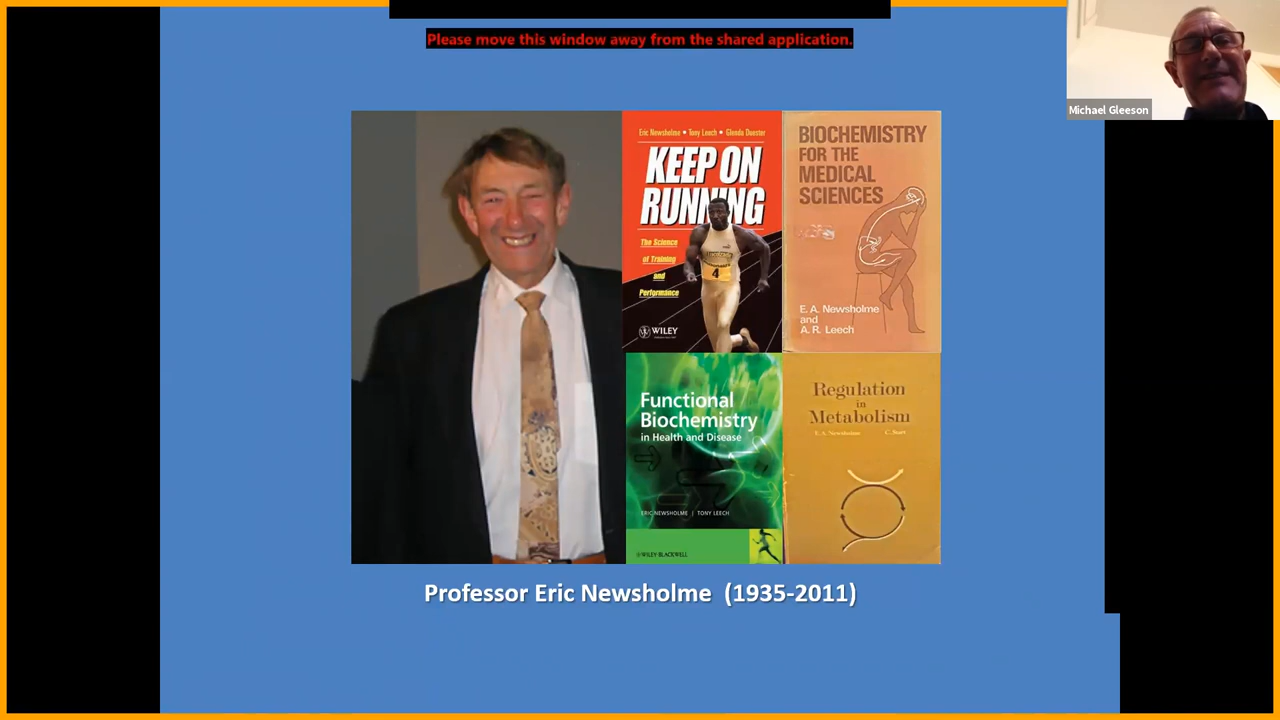 Please move this window away from the shared application.
Michael Gleeson
Eric Newsholme • Tony Leech • Glenda Duester
KEEP ON
RUNNING
The Science
of Training
and
Performance
4
WILEY
BIOCHEMISTRY
FOR THE
MEDICAL
SCIENCES
E. A. Newsholme
and
A. R. Leech
Functional
Biochemistry
in Health and Disease
ERIC NEWSHOLME | TONY LEECH
WILEY-BLACKWELL
Regulation
in
Metabolism
E.A. Newsholme C. Start
Professor Eric Newsholme (1935-2011)